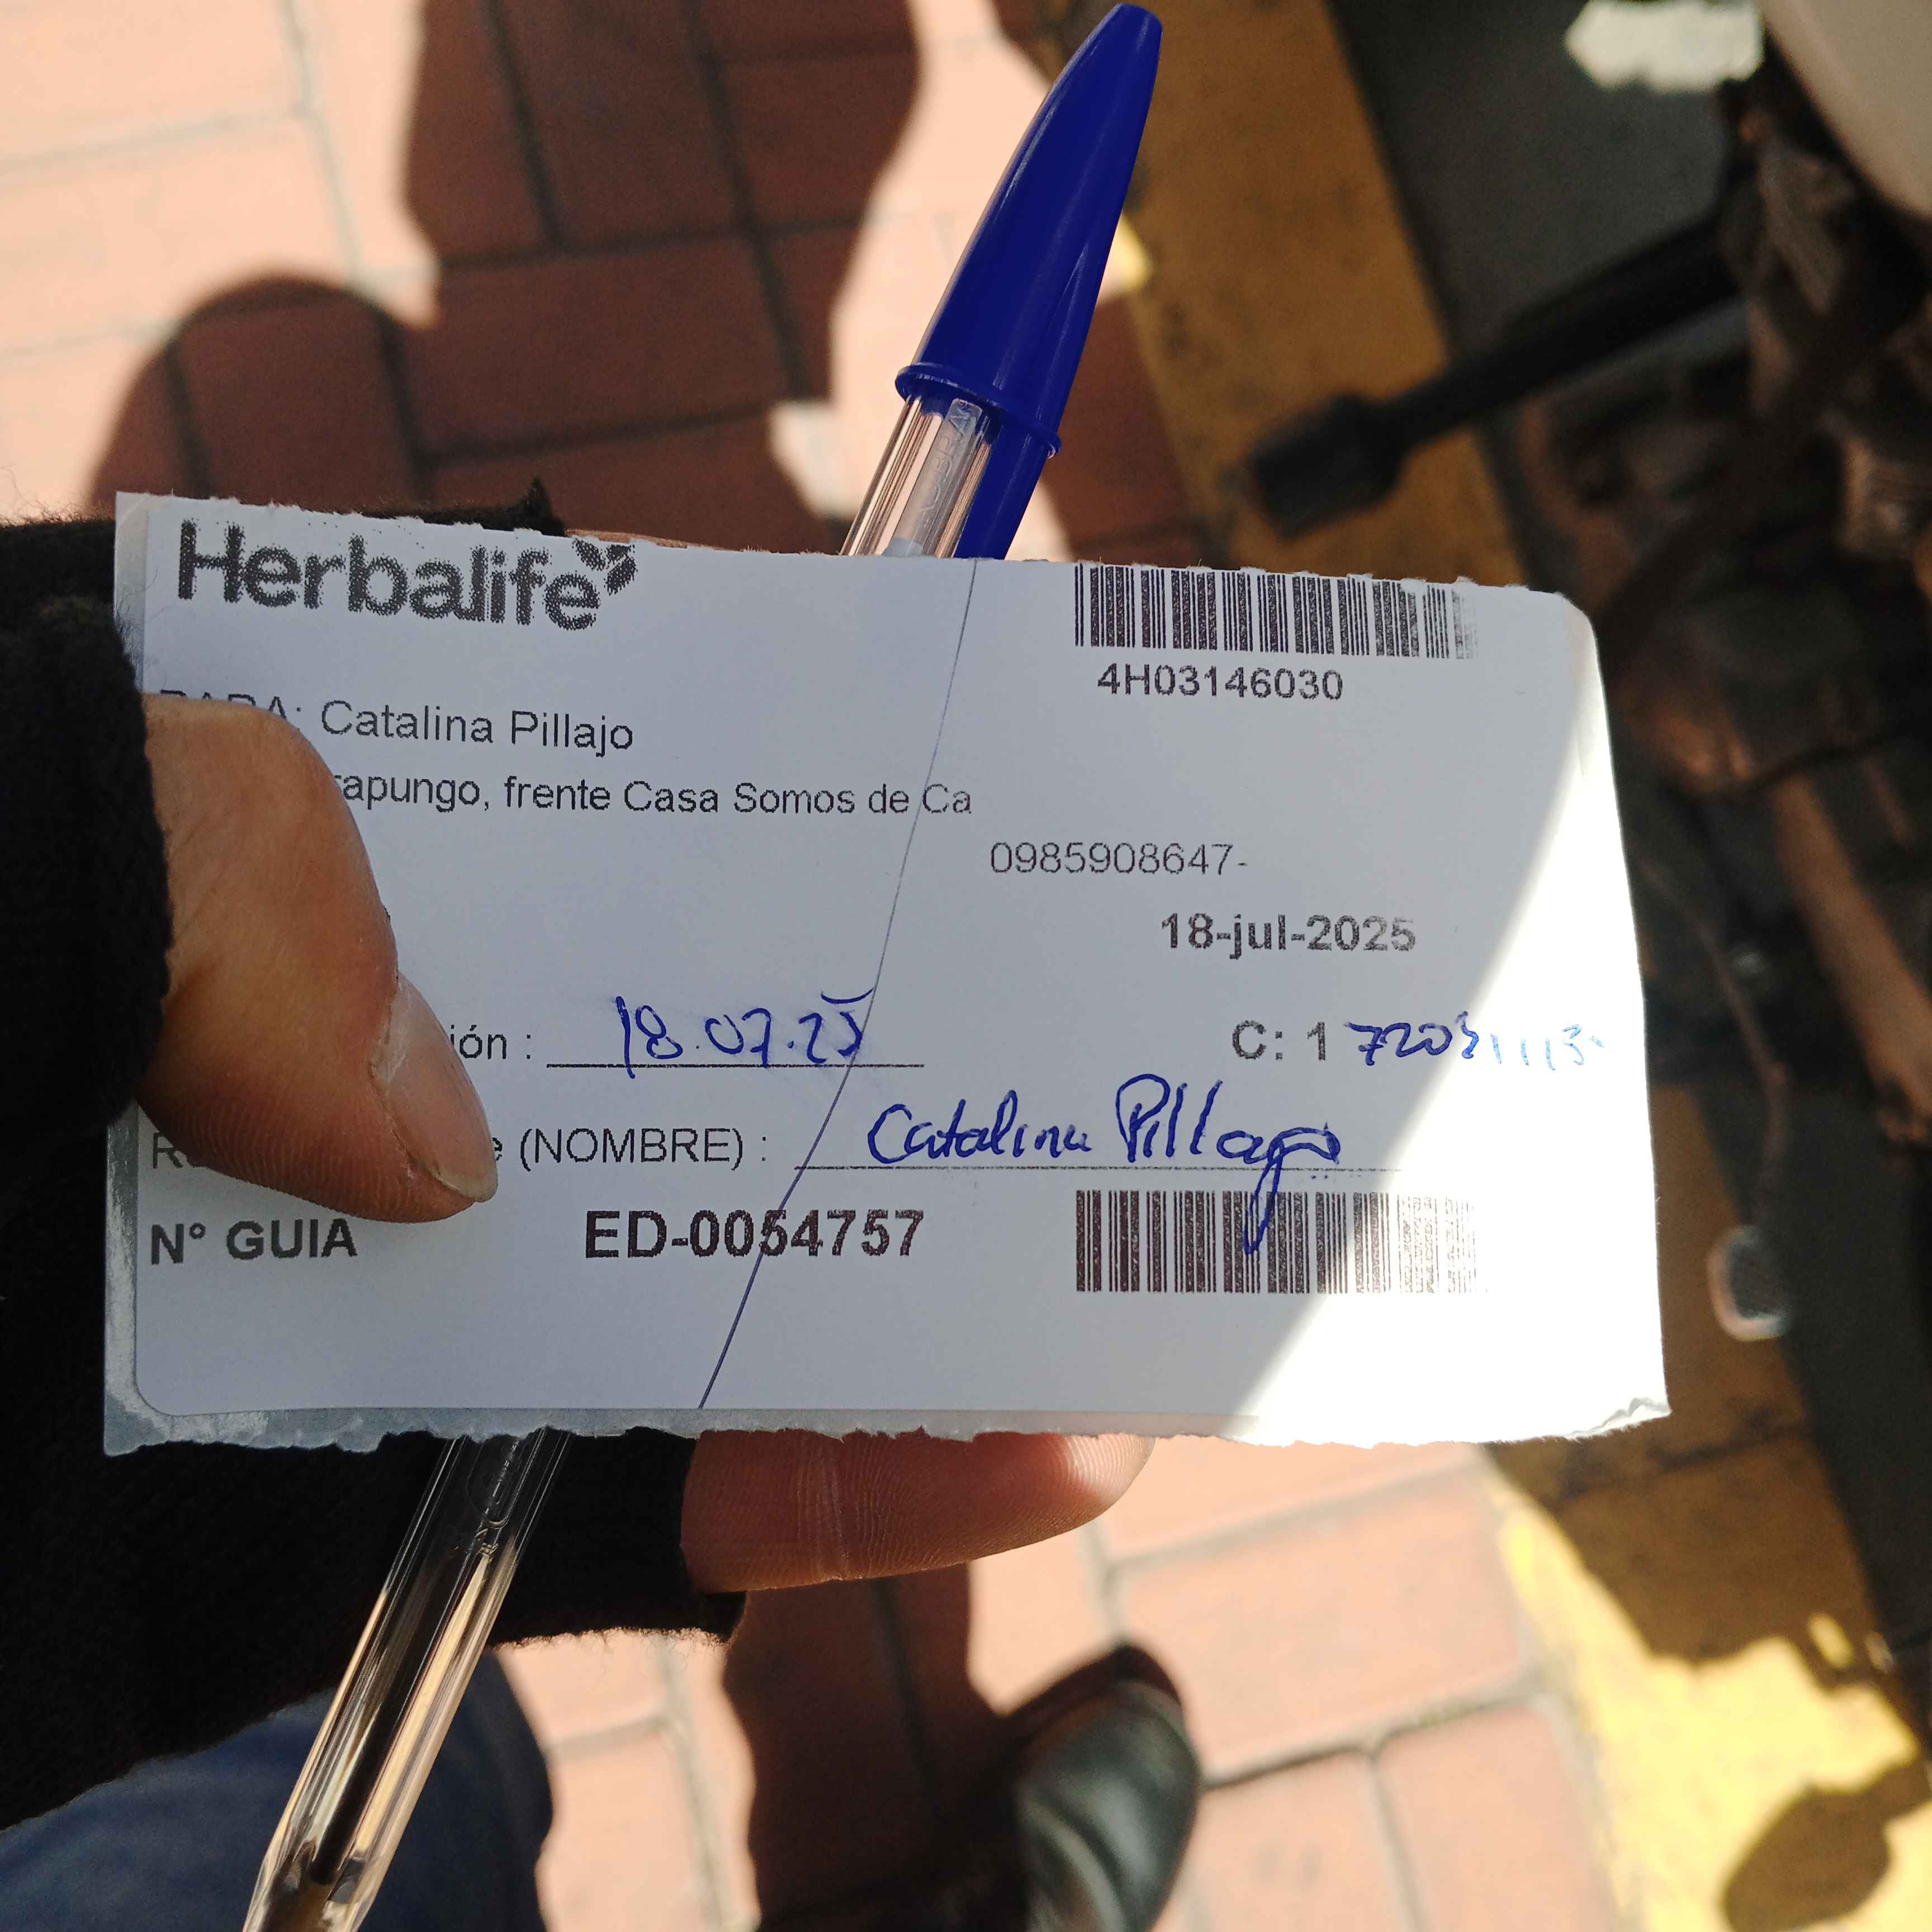 Herbalife
4H03146030
PARA: Catalina Pillajo
rapungo, frente Casa Somos de Ca
0985908647-
18-jul-2025
ión : 18.07.25
C: 1
(NOMBRE) : Catalina Pillajo
N° GUIA ED-0054757